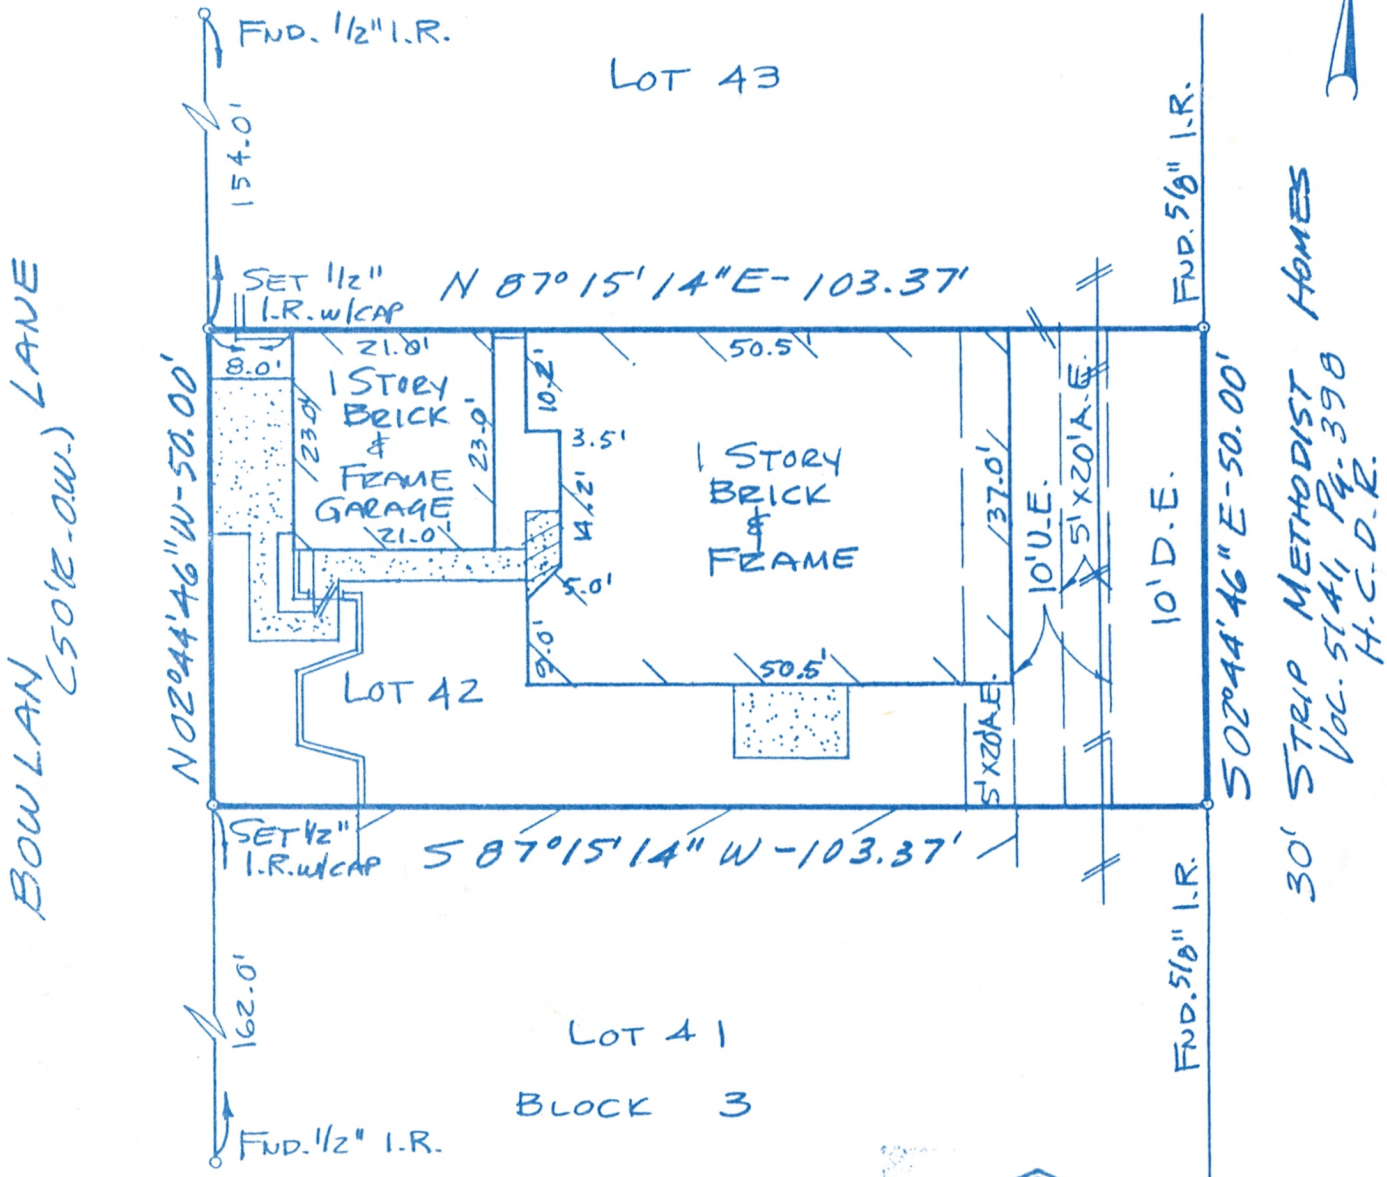 FND. 1/2" I.R.
LOT 43
154.0'
FND. 5/8" I.R.
SET 1/2"
I.R. W/CAP
N 87° 15' 14" E - 103.37'
BOWLAN LANE
(50' R.O.W.)
N 02° 44' 46" W - 50.00'
8.0'
21.0'
1 STORY
BRICK
&
FRAME
GARAGE
23.0'
23.0'
21.0'
10.2'
3.5'
14.2'
5.0'
9.0'
50.5'
1 STORY
BRICK
&
FRAME
50.5'
37.0'
10' U.E.
5' X 20' A.E.
10' D.E.
5' X 20' A.E.
S 02° 44' 46" E - 50.00'
30' STRIP METHODIST HOMES
VOL. 5141, PG. 398
H.C.D.R.
LOT 42
SET 1/2"
I.R. W/CAP
S 87° 15' 14" W - 103.37'
162.0'
FND. 5/8" I.R.
LOT 41
BLOCK 3
FND. 1/2" I.R.